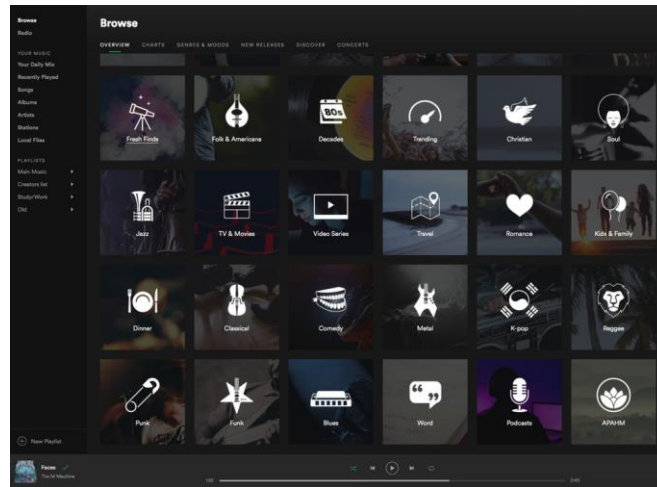 Browse
Radio
YOUR MUSIC
Your Daily Mix
Recently Played
Songs
Albums
Artists
Stations
Local Files
PLAYLISTS
Main Music
Creators list
Study/Work
Old
New Playlist
Browse
OVERVIEW CHARTS GENRES & MOODS NEW RELEASES DISCOVER CONCERTS
Fresh Finds Folk & Americana Decades Trending Christian Soul
80s
Jazz TV & Movies Video Series Travel Romance Kids & Family
Dinner Classical Comedy Metal K-pop Reggae
Punk Funk Blues Word Podcasts APAHM
Feces
The M Machine